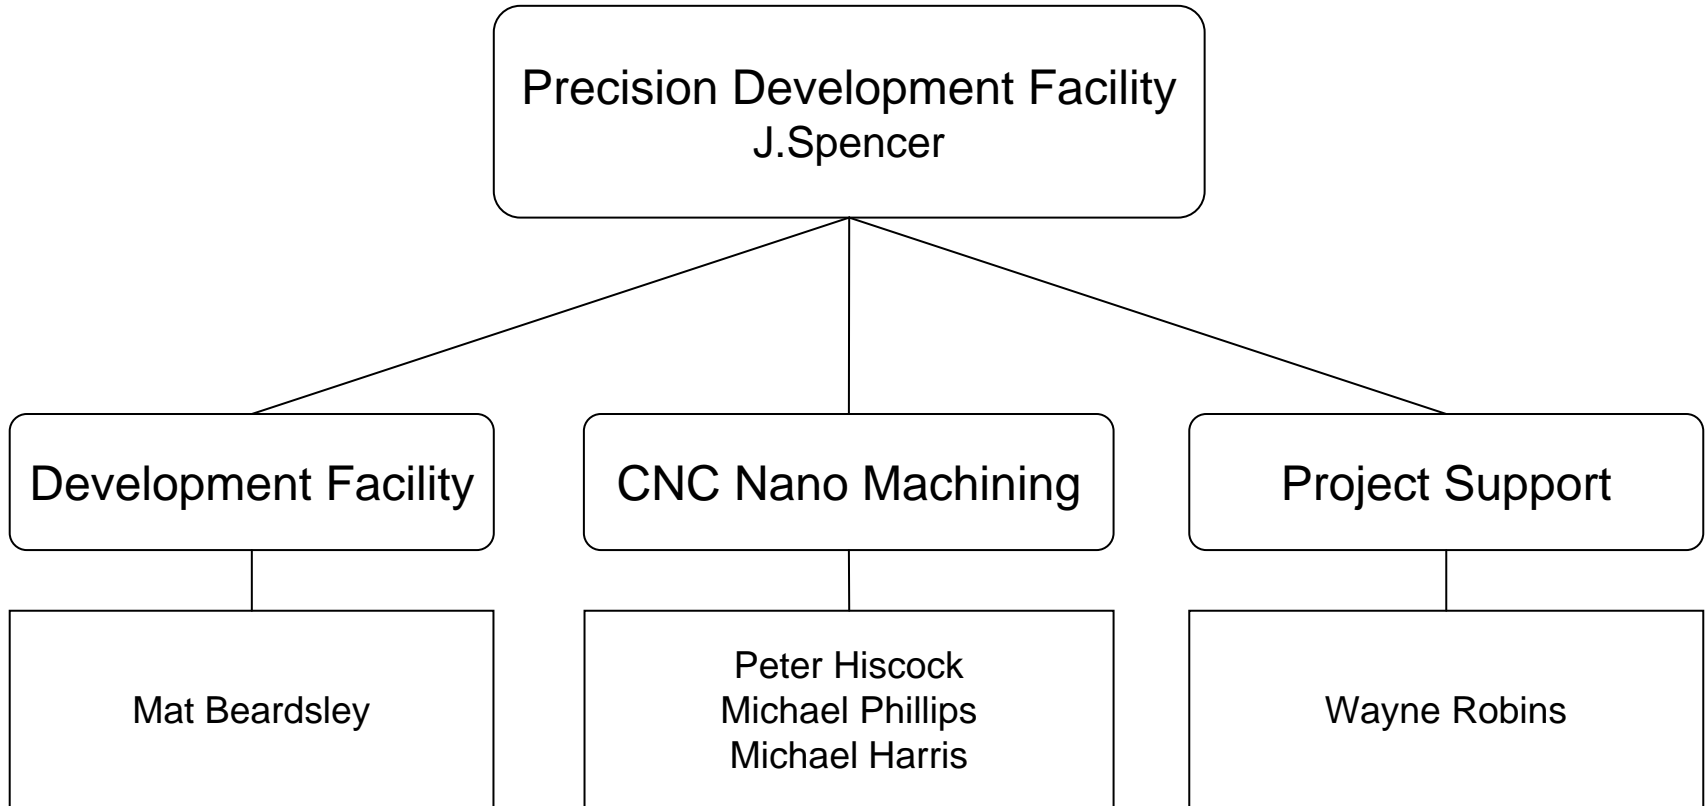 Precision Development Facility
J.Spencer
Development Facility
CNC Nano Machining
Project Support
Mat Beardsley
Peter Hiscock
Michael Phillips
Michael Harris
Wayne Robins